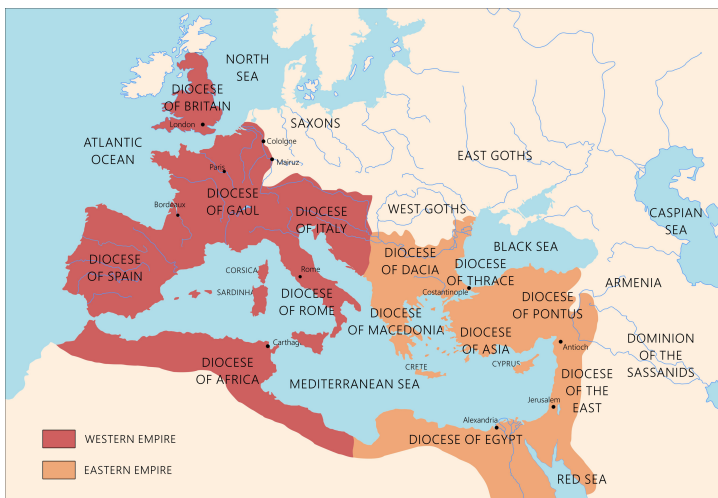 NORTH
SEA
DIOCESE
OF BRITAIN
London
SAXONS
ATLANTIC
OCEAN
Cololgne
Majruz
Paris
EAST GOTHS
DIOCESE
OF GAUL
Bordeaux
WEST GOTHS
DIOCESE
OF ITALY
CASPIAN
SEA
BLACK SEA
DIOCESE
OF SPAIN
DIOCESE
OF DACIA
DIOCESE
OF THRACE
CORSICA
Rome
ARMENIA
Costantinople
SARDINHA
DIOCESE
OF ROME
DIOCESE
OF PONTUS
DIOCESE
OF MACEDONIA
DIOCESE
OF ASIA
DOMINION
OF THE
SASSANIDS
Carthag
Antioch
DIOCESE
OF AFRICA
CRETE
CYPRUS
MEDITERRANEAN SEA
DIOCESE
OF THE
EAST
Jerusalem
Alexandria
DIOCESE OF EGYPT
WESTERN EMPIRE
EASTERN EMPIRE
RED SEA